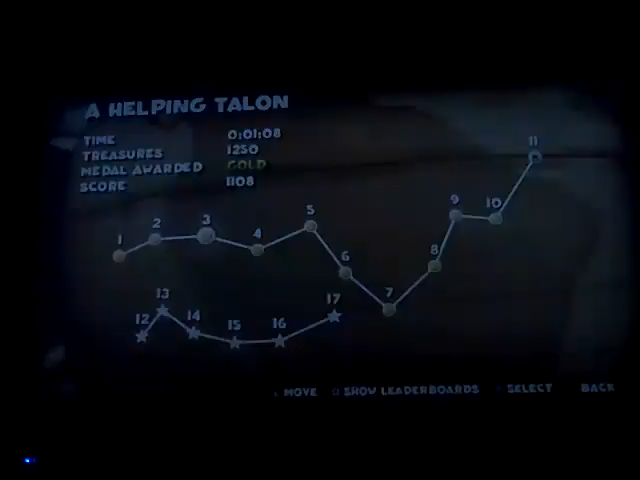 A HELPING TALON
TIME 0:01:08
TREASURES 1250
MEDAL AWARDED GOLD
SCORE 1108
11
9
10
5
3
2
1
4
6
8
7
13
17
12
14
15
16
MOVE SHOW LEADERBOARDS SELECT BACK